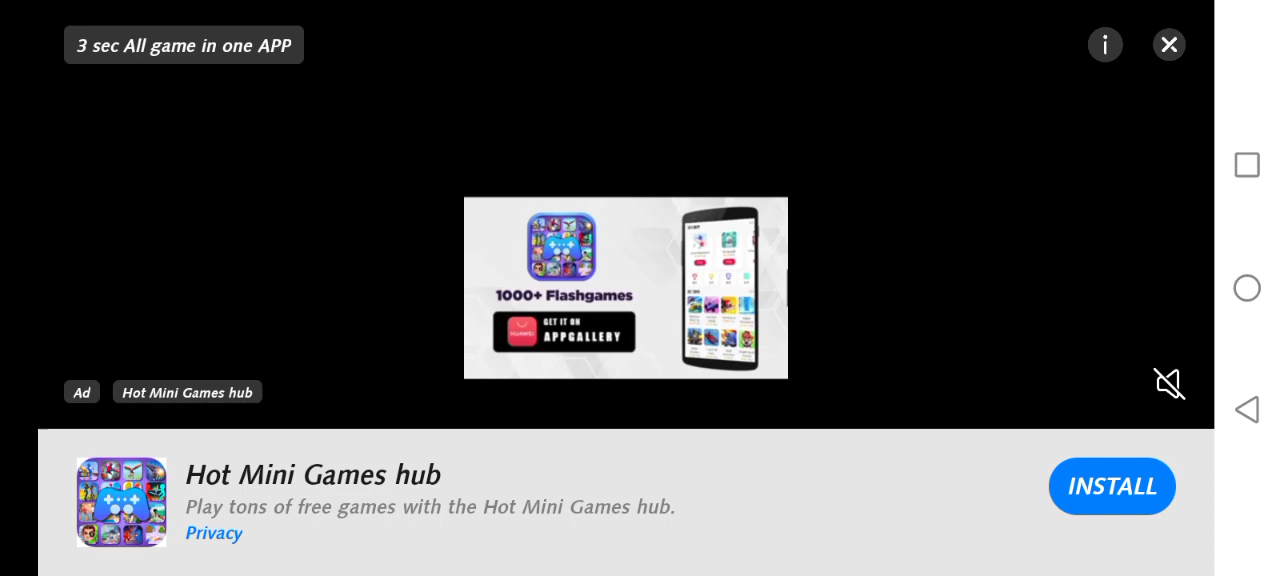 3 sec All game in one APP
1000+ Flashgames
HUAWEI
GET IT ON
APPGALLERY
Ad
Hot Mini Games hub
Hot Mini Games hub
Play tons of free games with the Hot Mini Games hub.
Privacy
INSTALL